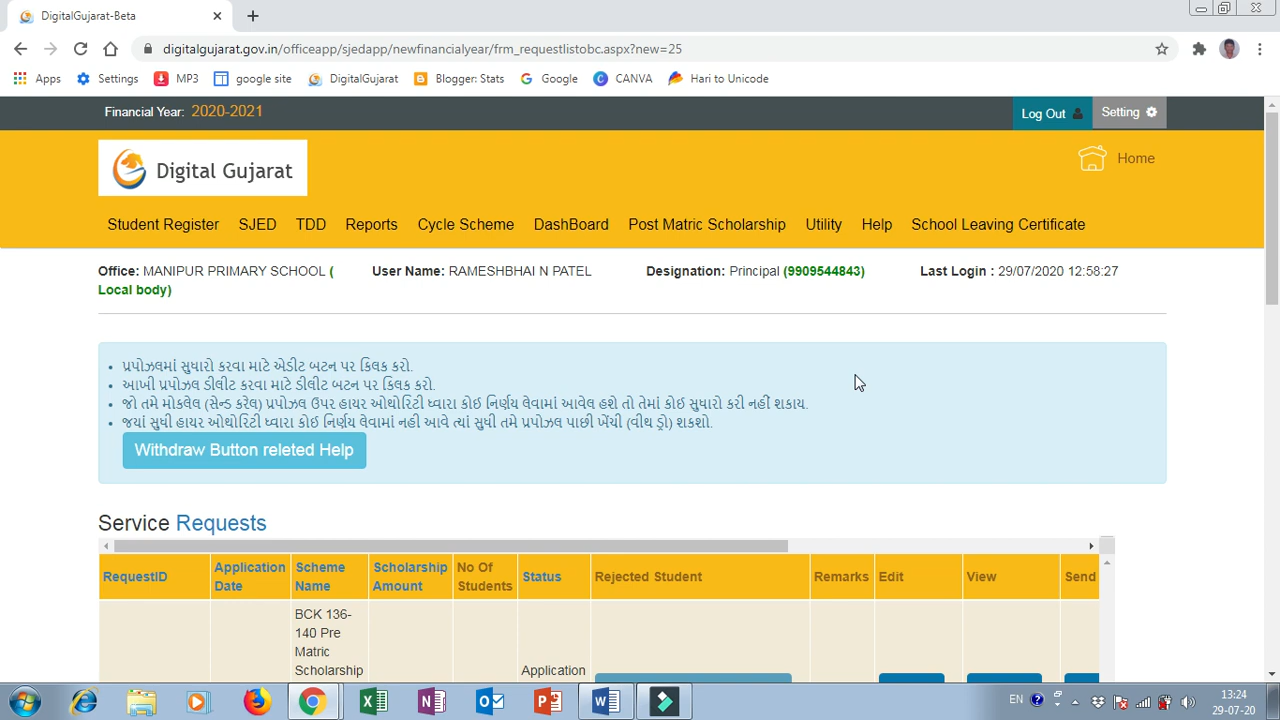 DigitalGujarat-Beta
digitalgujarat.gov.in/officeapp/sjedapp/newfinancialyear/frm_requestlistobc.aspx?new=25
Apps Settings MP3 google site DigitalGujarat Blogger: Stats Google CANVA Hari to Unicode
Financial Year: 2020-2021 Log Out Setting
Digital Gujarat Home
Student Register SJED TDD Reports Cycle Scheme DashBoard Post Matric Scholarship Utility Help School Leaving Certificate
Office: MANIPUR PRIMARY SCHOOL ( User Name: RAMESHBHAI N PATEL Designation: Principal (9909544843) Last Login : 29/07/2020 12:58:27
Local body)
પ્રપોઝલમાં સુધારો કરવા માટે એડીટ બટન પર ક્લિક કરો.
આખી પ્રપોઝલ ડીલીટ કરવા માટે ડીલીટ બટન પર ક્લિક કરો.
જો તમે મોકલેલ (સેન્ડ કરેલ) પ્રપોઝલ ઉપર હાયર ઓથોરિટી ધ્વારા કોઈ નિર્ણય લેવામાં આવેલ હશે તો તેમાં કોઈ સુધારો કરી નહીં શકાય.
જયાં સુધી હાયર ઓથોરિટી ધ્વારા કોઈ નિર્ણય લેવામાં નહી આવે ત્યાં સુધી તમે પ્રપોઝલ પાછી ખેંચી (વીથ ડ્રો) શકશો.
Withdraw Button releted Help
Service Requests
RequestID Application Date Scheme Name Scholarship Amount No Of Students Status Rejected Student Remarks Edit View Send
BCK 136-
140 Pre
Matric
Scholarship Application
EN 13:24
29-07-20